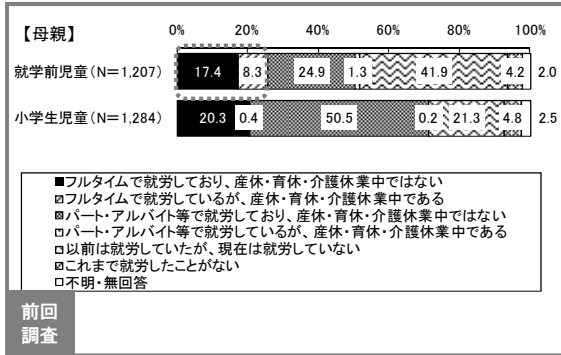 【母親】
0% 20% 40% 60% 80% 100%
就学前児童(N=1,207) 17.4 8.3 24.9 1.3 41.9 4.2 2.0
小学生児童(N=1,284) 20.3 0.4 50.5 0.2 21.3 4.8 2.5
フルタイムで就労しており、産休・育休・介護休業中ではない
フルタイムで就労しているが、産休・育休・介護休業中である
パート・アルバイト等で就労しており、産休・育休・介護休業中ではない
パート・アルバイト等で就労しているが、産休・育休・介護休業中である
以前は就労していたが、現在は就労していない
これまで就労したことがない
不明・無回答
前回
調査